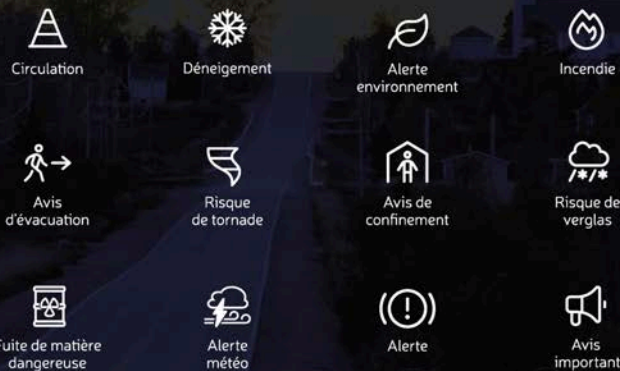 Circulation
Déneigement
Alerte
environnement
Incendie
Avis
d'évacuation
Risque
de tornade
Avis de
confinement
Risque de
verglas
Fuite de matière
dangereuse
Alerte
météo
Alerte
Avis
important